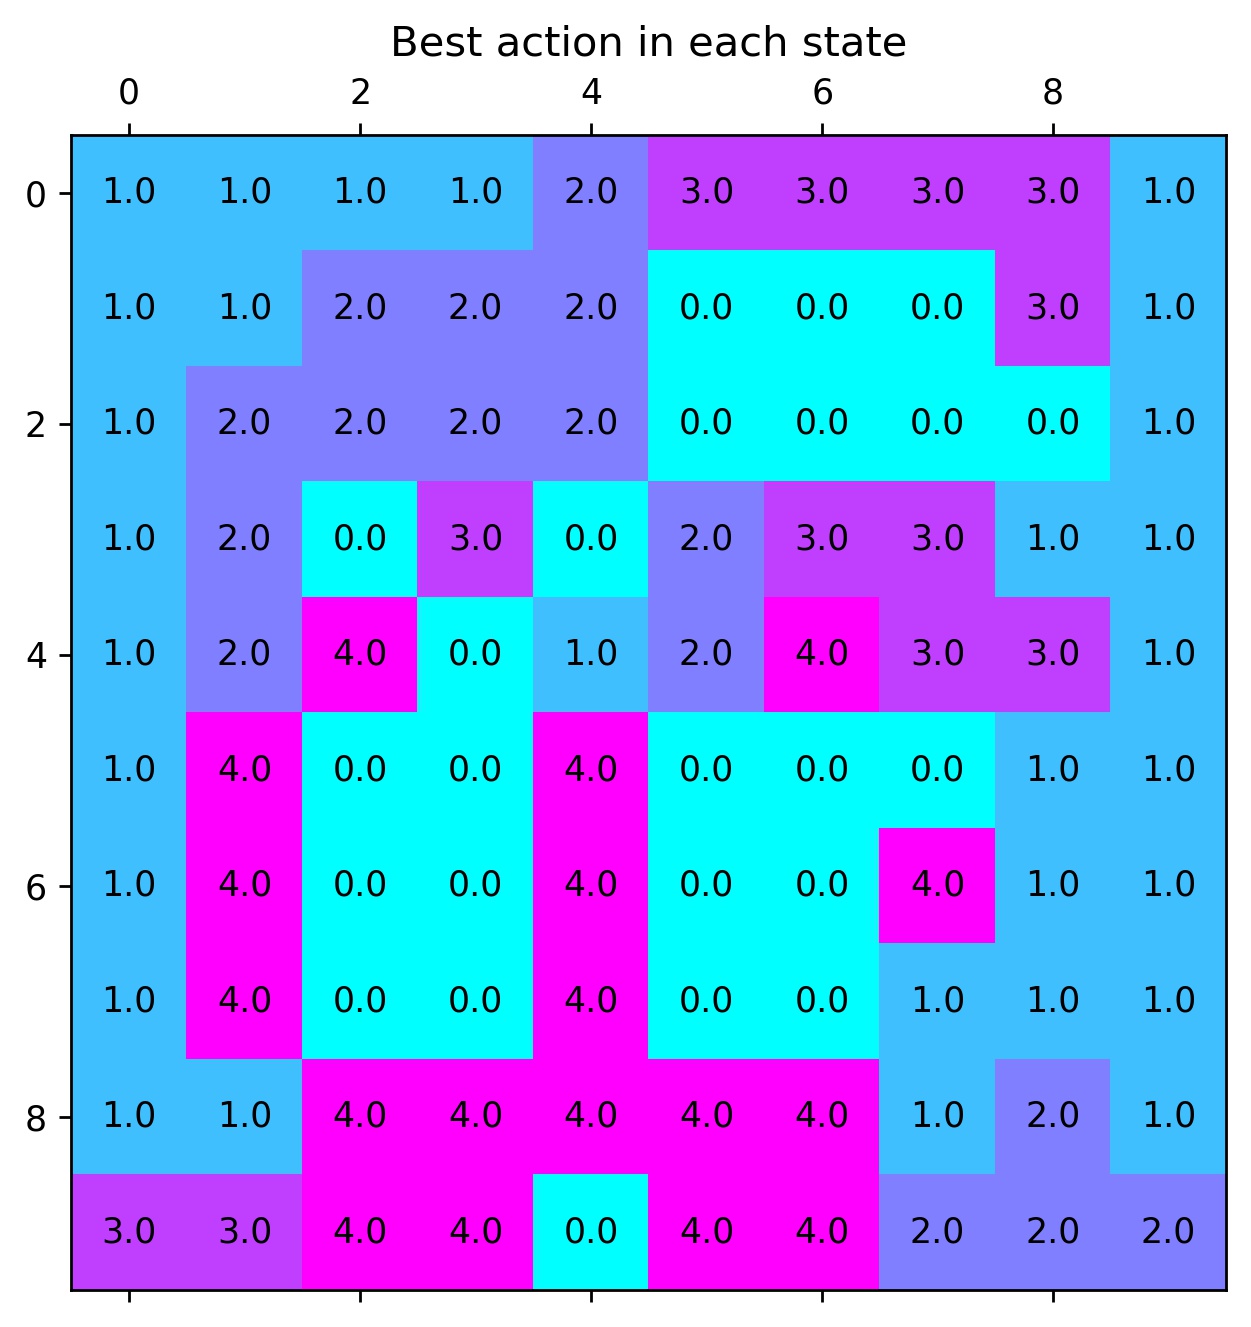 Best action in each state
0 2 4 6 8
0 1.0 1.0 1.0 1.0 2.0 3.0 3.0 3.0 3.0 1.0
1.0 1.0 2.0 2.0 2.0 0.0 0.0 0.0 3.0 1.0
2 1.0 2.0 2.0 2.0 2.0 0.0 0.0 0.0 0.0 1.0
1.0 2.0 0.0 3.0 0.0 2.0 3.0 3.0 1.0 1.0
4 1.0 2.0 4.0 0.0 1.0 2.0 4.0 3.0 3.0 1.0
1.0 4.0 0.0 0.0 4.0 0.0 0.0 0.0 1.0 1.0
6 1.0 4.0 0.0 0.0 4.0 0.0 0.0 4.0 1.0 1.0
1.0 4.0 0.0 0.0 4.0 0.0 0.0 1.0 1.0 1.0
8 1.0 1.0 4.0 4.0 4.0 4.0 4.0 1.0 2.0 1.0
3.0 3.0 4.0 4.0 0.0 4.0 4.0 2.0 2.0 2.0